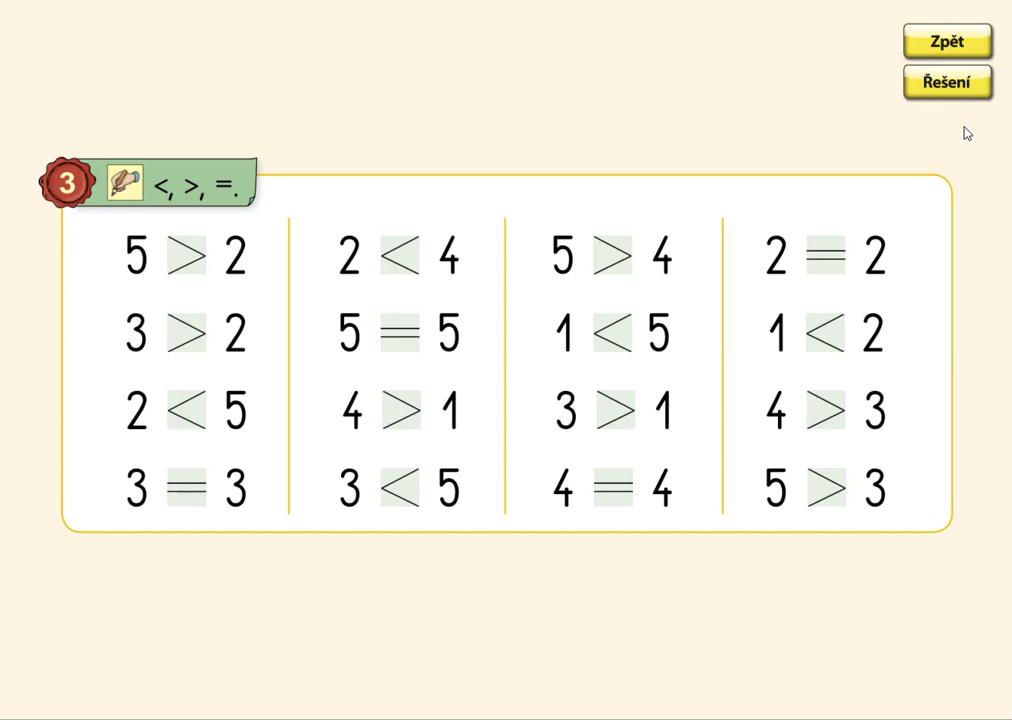 Zpět
Řešení
3 <, >, =.
5 > 2 2 < 4 5 > 4 2 = 2
3 > 2 5 = 5 1 < 5 1 < 2
2 < 5 4 > 1 3 > 1 4 > 3
3 = 3 3 < 5 4 = 4 5 > 3